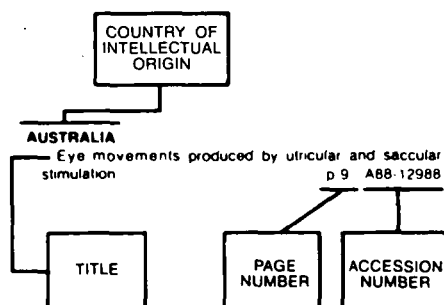 COUNTRY OF
INTELLECTUAL
ORIGIN
AUSTRALIA
Eye movements produced by utricular and saccular
stimulation
p 9 A88-12988
TITLE
PAGE
NUMBER
ACCESSION
NUMBER